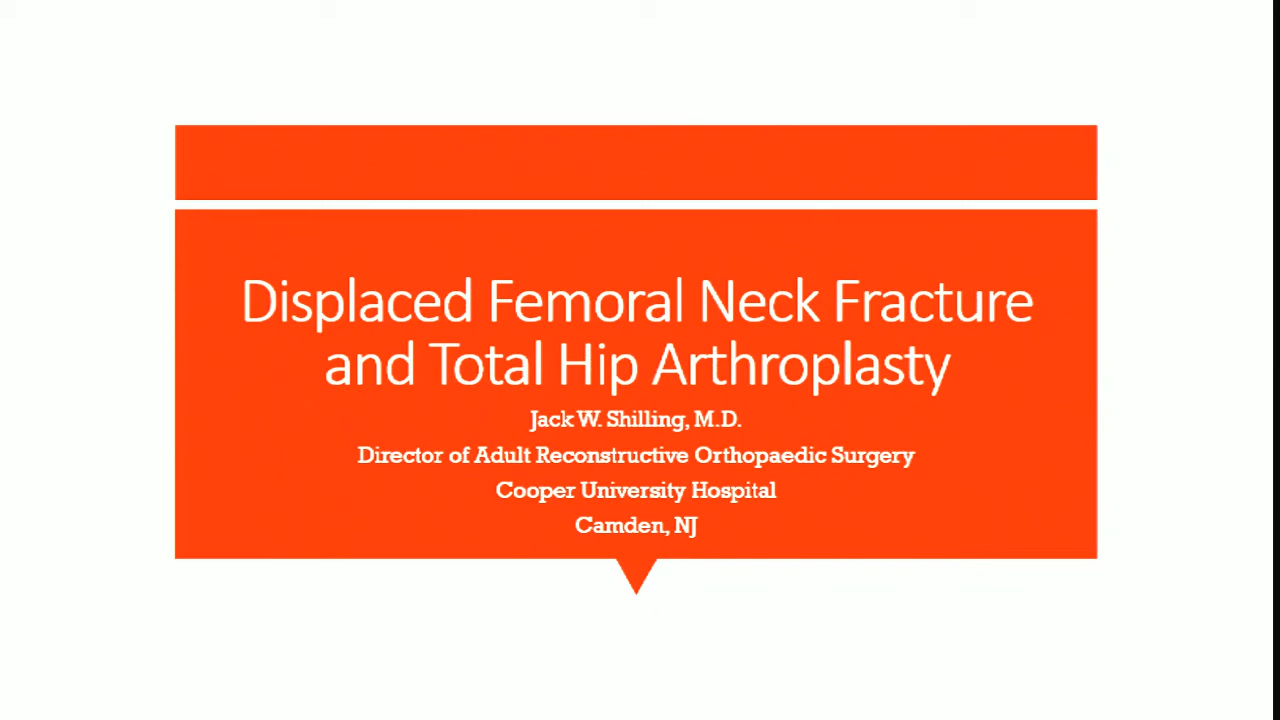 Displaced Femoral Neck Fracture
and Total Hip Arthroplasty
Jack W. Shilling, M.D.
Director of Adult Reconstructive Orthopaedic Surgery
Cooper University Hospital
Camden, NJ